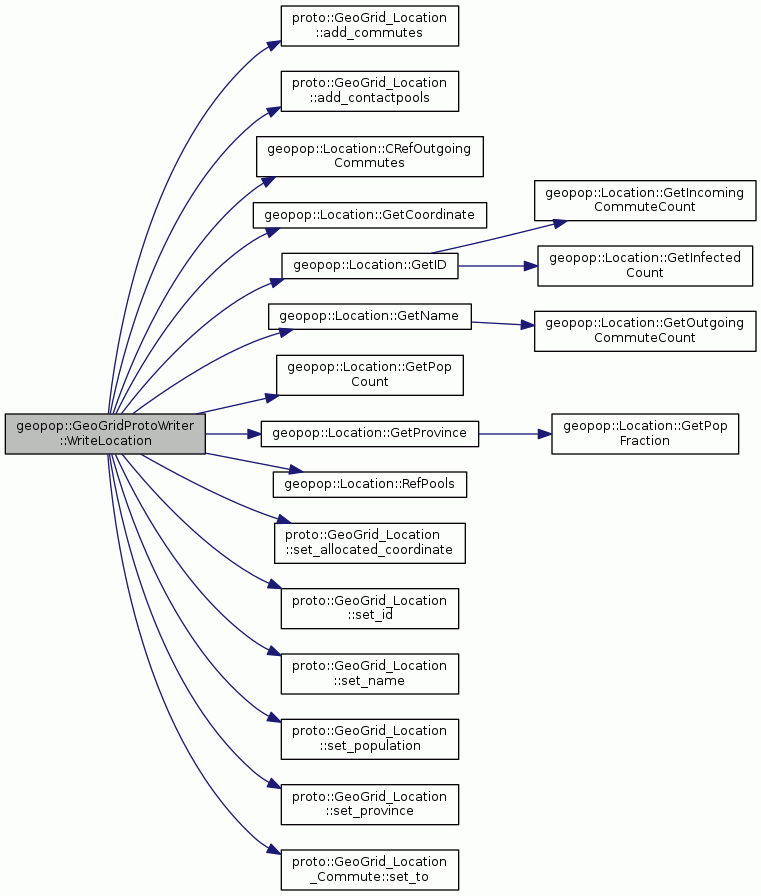 proto::GeoGrid_Location
::add_commutes
proto::GeoGrid_Location
::add_contactpools
geopop::Location::CRefOutgoing
Commutes
geopop::Location::GetCoordinate
geopop::Location::GetID
geopop::Location::GetIncoming
CommuteCount
geopop::Location::GetInfected
Count
geopop::Location::GetName
geopop::Location::GetOutgoing
CommuteCount
geopop::Location::GetPop
Count
geopop::GeoGridProtoWriter
::WriteLocation
geopop::Location::GetProvince
geopop::Location::GetPop
Fraction
geopop::Location::RefPools
proto::GeoGrid_Location
::set_allocated_coordinate
proto::GeoGrid_Location
::set_id
proto::GeoGrid_Location
::set_name
proto::GeoGrid_Location
::set_population
proto::GeoGrid_Location
::set_province
proto::GeoGrid_Location
_Commute::set_to